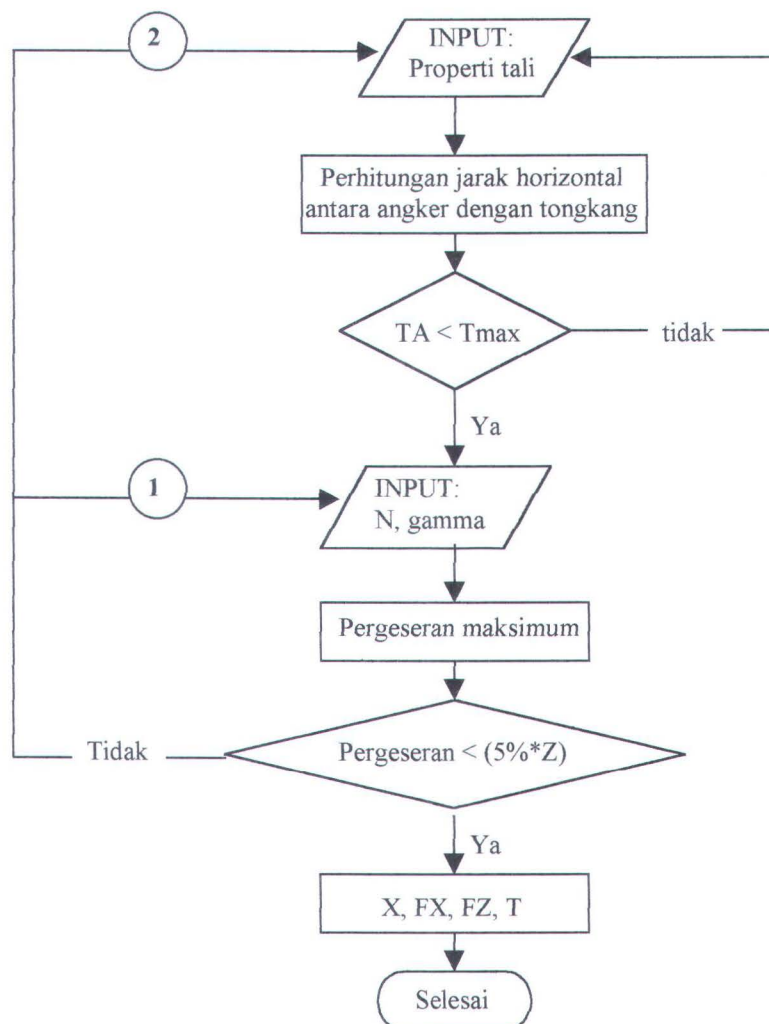 2
INPUT:
Properti tali
Perhitungan jarak horizontal
antara angker dengan tongkang
TA < Tmax
tidak
Ya
1
INPUT:
N, gamma
Pergeseran maksimum
Tidak
Pergeseran < (5%*Z)
Ya
X, FX, FZ, T
Selesai